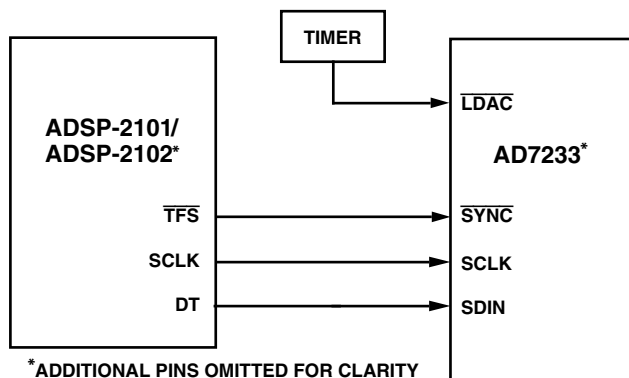 TIMER
ADSP-2101/
ADSP-2102*
LDAC
AD7233*
TFS
SYNC
SCLK
SCLK
DT
SDIN
*ADDITIONAL PINS OMITTED FOR CLARITY